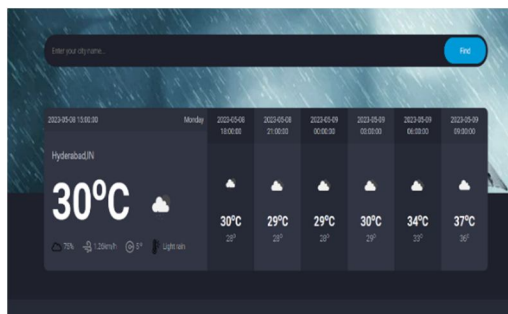 Enter your city name...
Find
2023-05-08 15:00:00 Monday
Hyderabad,IN
30°C
75% 1.26km/h 5° Light rain
2023-05-08
18:00:00
30°C
28°
2023-05-08
21:00:00
29°C
28°
2023-05-09
00:00:00
29°C
28°
2023-05-09
03:00:00
30°C
29°
2023-05-09
06:00:00
34°C
33°
2023-05-09
09:00:00
37°C
36°